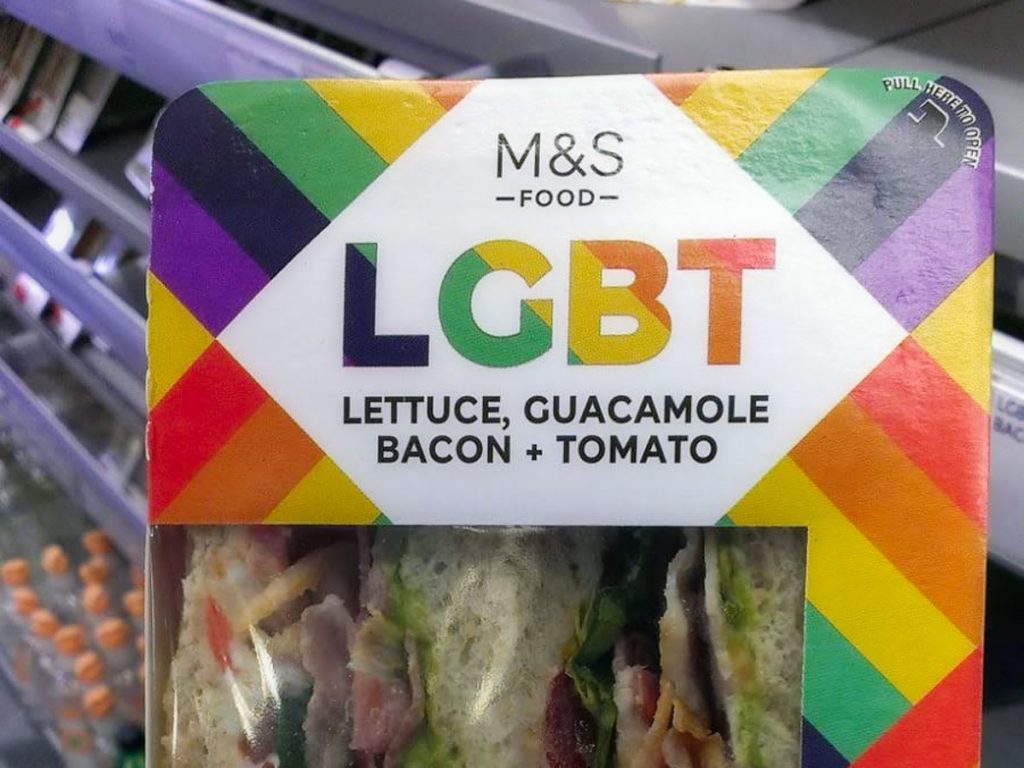 PULL HERE TO OPEN
M&S
—FOOD—
LGBT
LETTUCE, GUACAMOLE
BACON + TOMATO